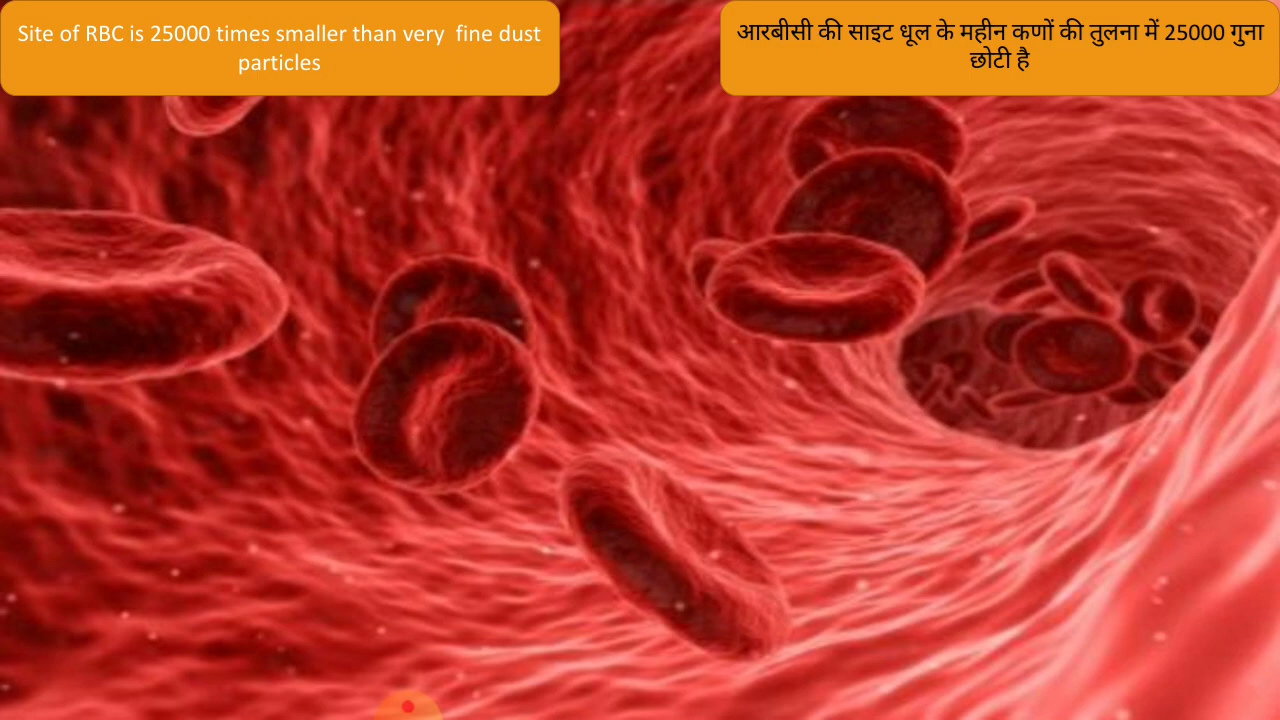 Site of RBC is 25000 times smaller than very  fine dust
particles
आरबीसी की साइट धूल के महीन कणों की तुलना में 25000 गुना
छोटी है